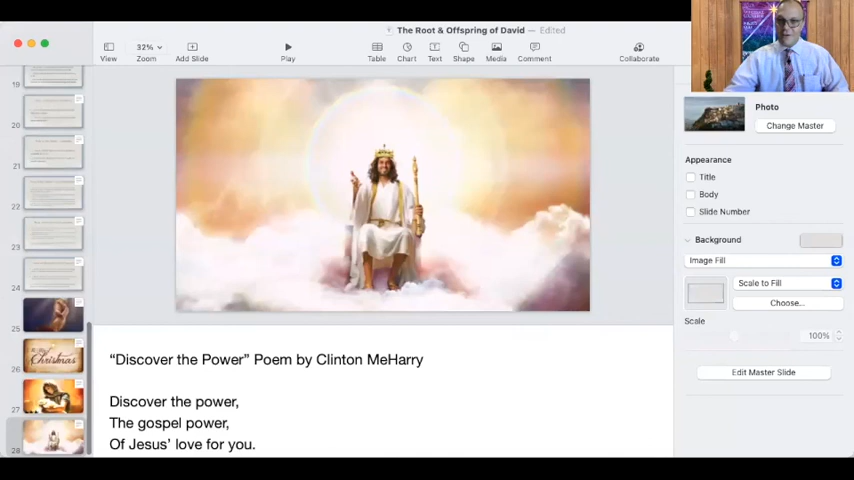 The Root & Offspring of David — Edited
32%
View
Zoom
Add Slide
Play
Table
Chart
Text
Shape
Media
Comment
Collaborate
19
20
21
22
23
24
25
26
27
28
Christmas
"Discover the Power" Poem by Clinton MeHarry
Discover the power,
The gospel power,
Of Jesus' love for you.
Photo
Change Master
Appearance
Title
Body
Slide Number
Background
Image Fill
Scale to Fill
Choose...
Scale
100%
Edit Master Slide